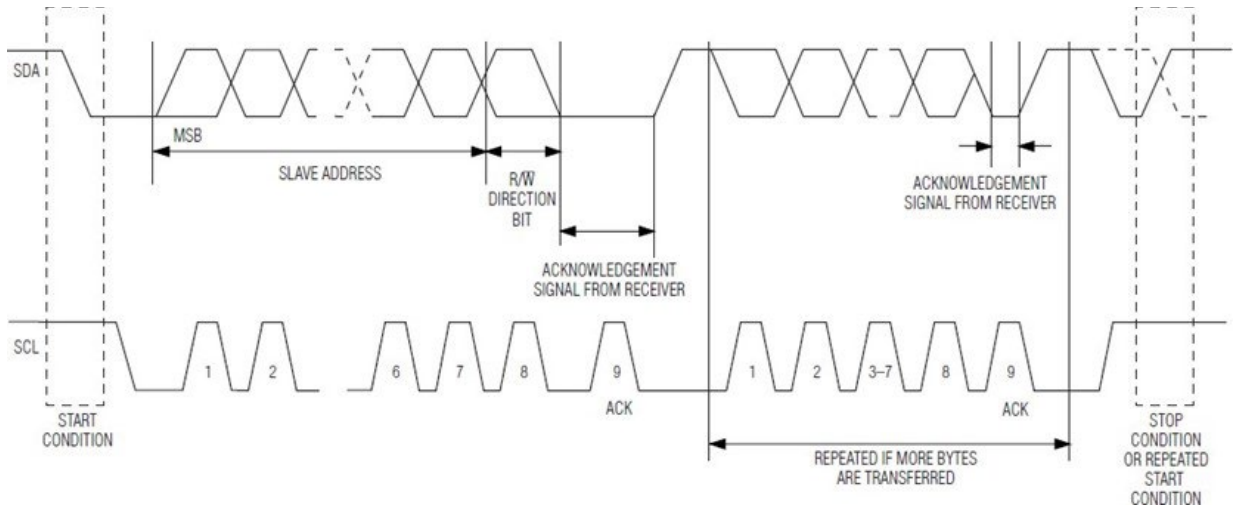 SDA
MSB
SLAVE ADDRESS
R/W̅
DIRECTION
BIT
ACKNOWLEDGEMENT
SIGNAL FROM RECEIVER
ACKNOWLEDGEMENT
SIGNAL FROM RECEIVER
SCL
1 2 6 7 8 9 1 2 3–7 8 9
ACK
ACK
START
CONDITION
REPEATED IF MORE BYTES
ARE TRANSFERRED
STOP
CONDITION
OR REPEATED
START
CONDITION